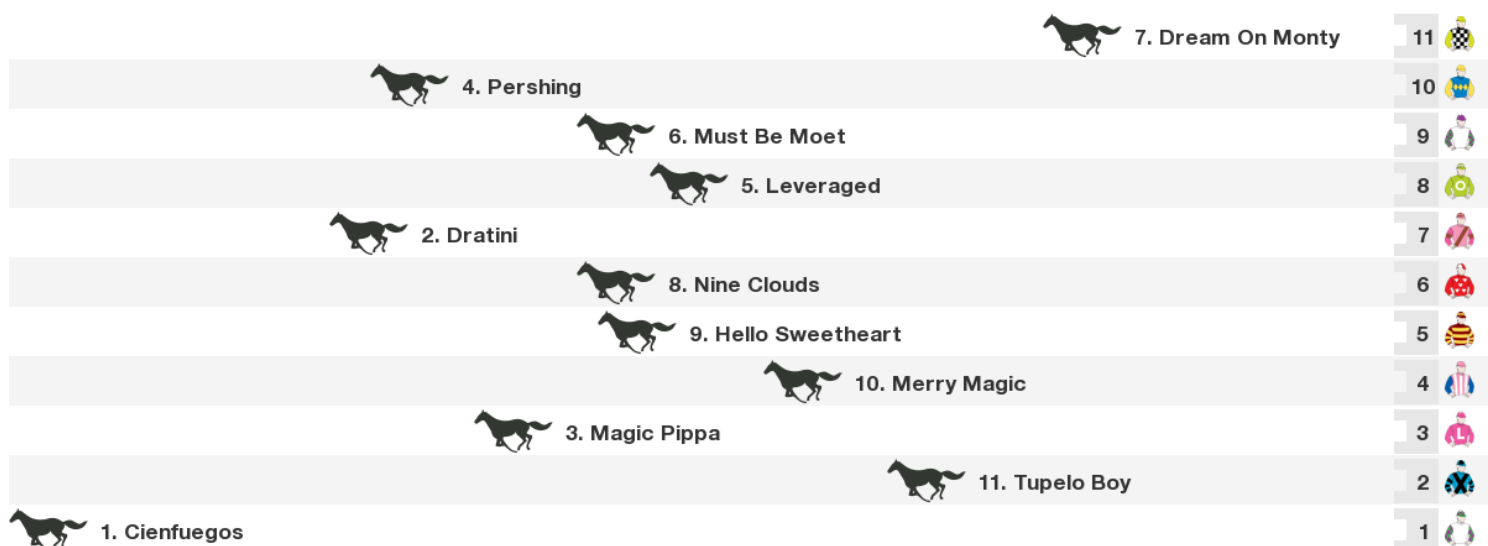 7. Dream On Monty 11
4. Pershing 10
6. Must Be Moet 9
5. Leveraged 8
O
2. Dratini 7
8. Nine Clouds 6
9. Hello Sweetheart 5
10. Merry Magic 4
3. Magic Pippa 3
L
11. Tupelo Boy 2
1. Cienfuegos 1